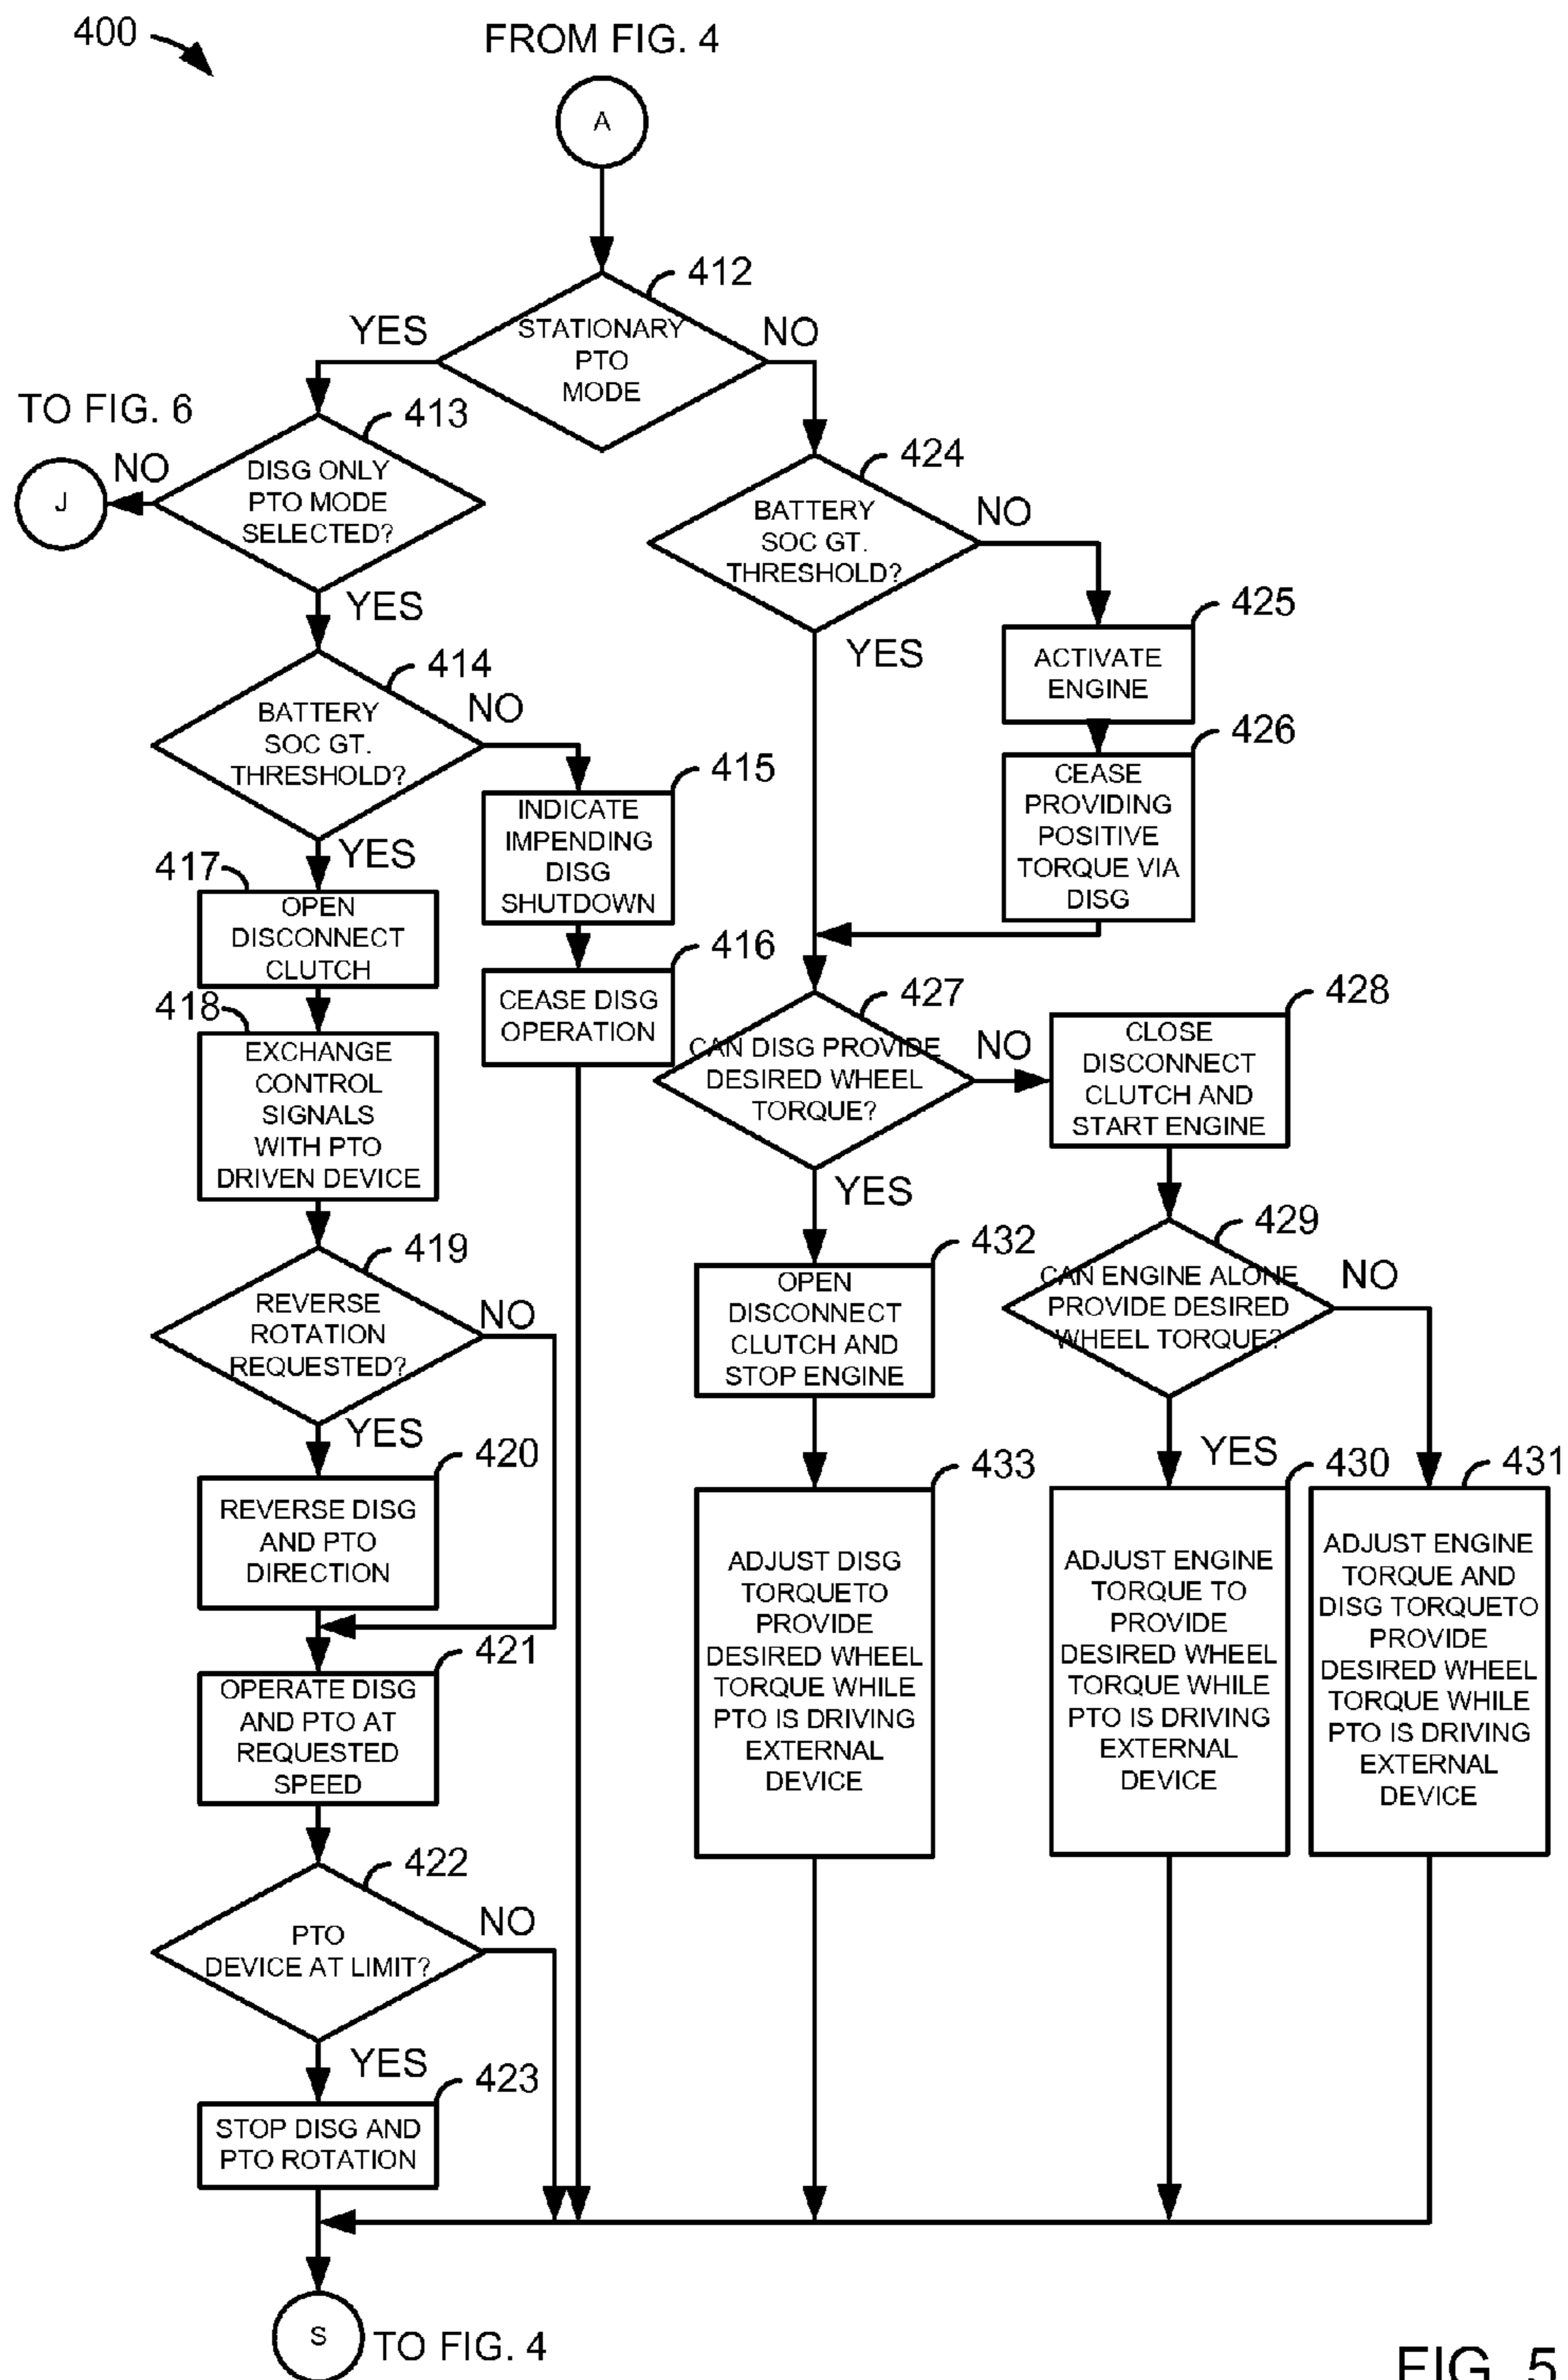 400
FROM FIG. 4
A
412
STATIONARY
PTO
MODE
YES
NO
TO FIG. 6
J
NO
413
DISG ONLY
PTO MODE
SELECTED?
YES
424
BATTERY
SOC GT.
THRESHOLD?
NO
YES
425
ACTIVATE
ENGINE
426
CEASE
PROVIDING
POSITIVE
TORQUE VIA
DISG
414
BATTERY
SOC GT.
THRESHOLD?
NO
YES
415
INDICATE
IMPENDING
DISG
SHUTDOWN
416
CEASE DISG
OPERATION
417
OPEN
DISCONNECT
CLUTCH
418
EXCHANGE
CONTROL
SIGNALS
WITH PTO
DRIVEN DEVICE
427
CAN DISG PROVIDE
DESIRED WHEEL
TORQUE?
NO
YES
428
CLOSE
DISCONNECT
CLUTCH AND
START ENGINE
419
REVERSE
ROTATION
REQUESTED?
NO
YES
432
OPEN
DISCONNECT
CLUTCH AND
STOP ENGINE
429
CAN ENGINE ALONE
PROVIDE DESIRED
WHEEL TORQUE?
NO
YES
420
REVERSE DISG
AND PTO
DIRECTION
433
ADJUST DISG
TORQUETO
PROVIDE
DESIRED WHEEL
TORQUE WHILE
PTO IS DRIVING
EXTERNAL
DEVICE
430
ADJUST ENGINE
TORQUE TO
PROVIDE
DESIRED WHEEL
TORQUE WHILE
PTO IS DRIVING
EXTERNAL
DEVICE
431
ADJUST ENGINE
TORQUE AND
DISG TORQUETO
PROVIDE
DESIRED WHEEL
TORQUE WHILE
PTO IS DRIVING
EXTERNAL
DEVICE
421
OPERATE DISG
AND PTO AT
REQUESTED
SPEED
422
PTO
DEVICE AT LIMIT?
NO
YES
423
STOP DISG AND
PTO ROTATION
S
TO FIG. 4
FIG. 5